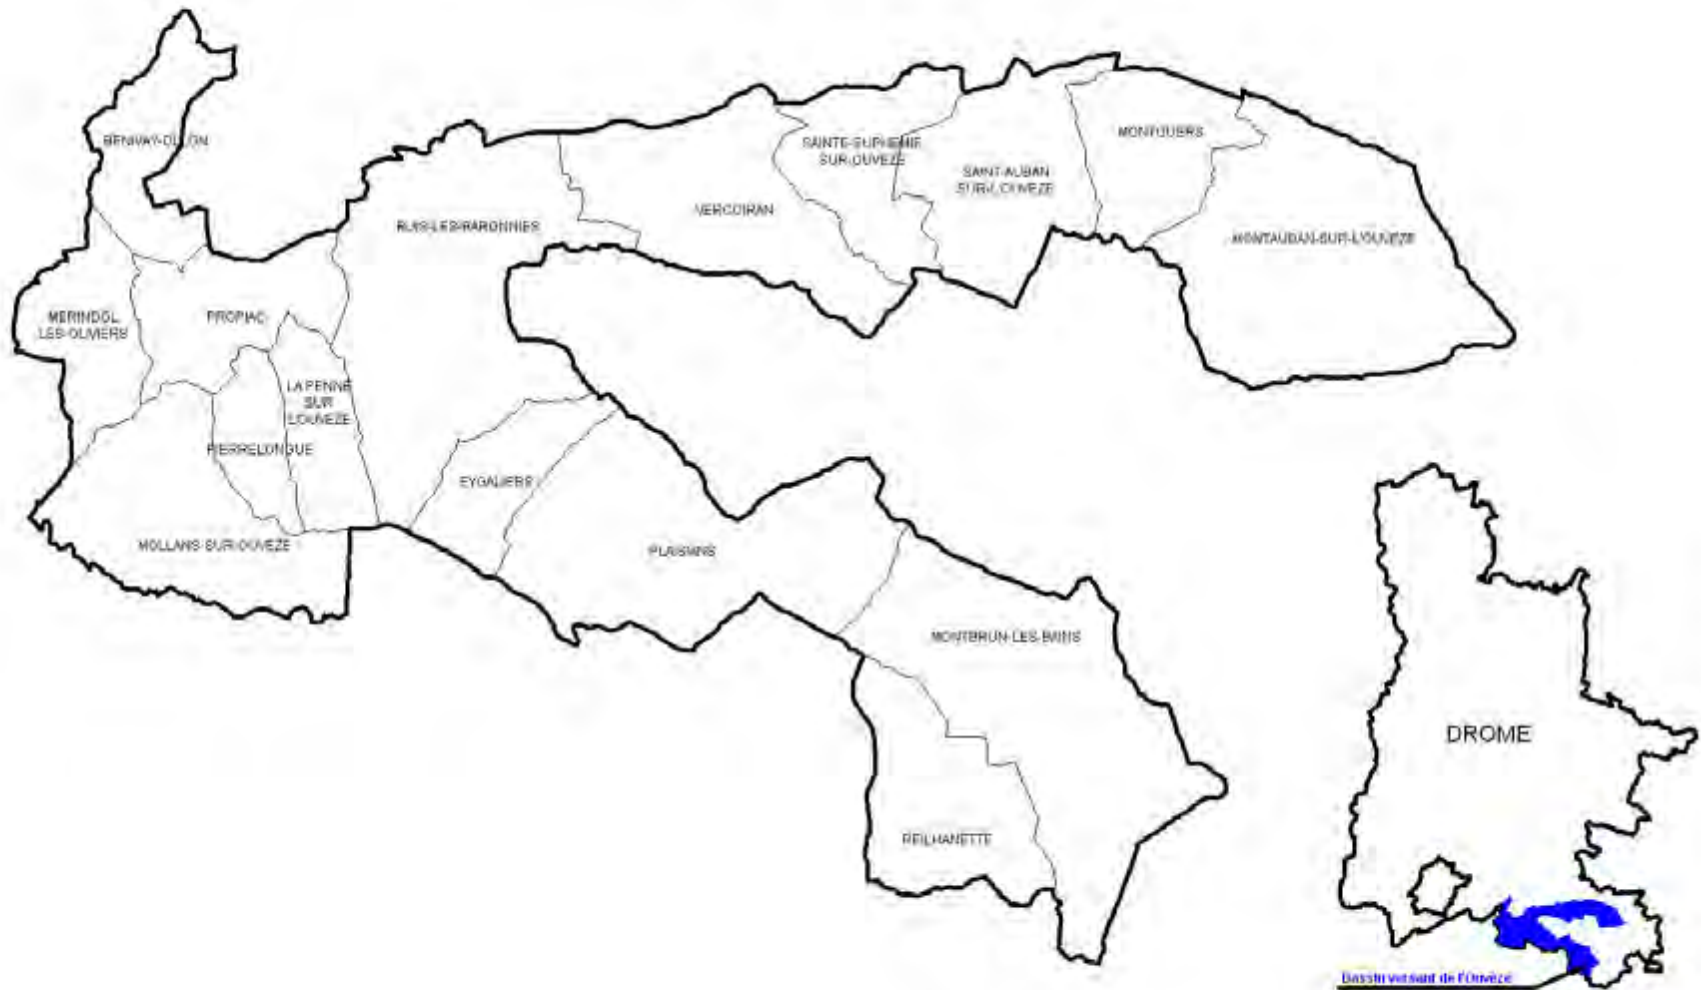 BENIVAY-OLLON
SAINTE-EUPHEMIE
SUR-OUVEZE
MONTGUERS
SAINT-AUBAN
SUR-L'OUVEZE
VERCOIRAN
BUIS-LES-BARONNIES
MONTAUBAN-SUR-L'OUVEZE
MERINDOL
LES-OLIVIERS
PROPIAC
LA PENNE
SUR
L'OUVEZE
PIERRELONGUE
EYGALIERS
MOLLANS-SUR-OUVEZE
PLAISIANS
MONTBRUN-LES-BAINS
DROME
REILHANETTE
Bassin versant de l'Ouvèze